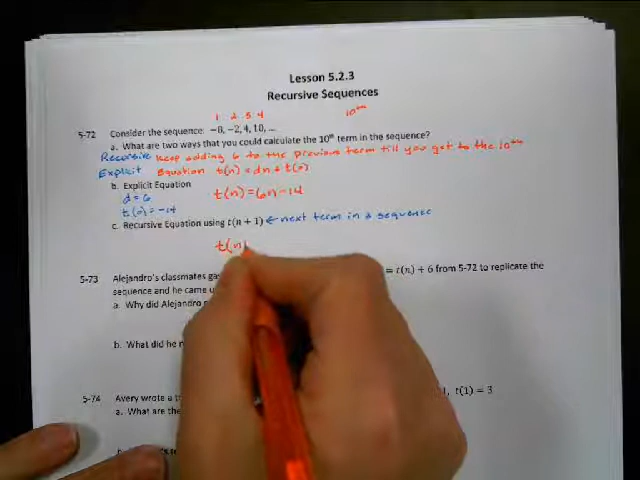 Lesson 5.2.3
Recursive Sequences
1 2 3 4 10th
5-72 Consider the sequence: −8, −2, 4, 10, ...
a. What are two ways that you could calculate the 10th term in the sequence?
Recursive keep adding 6 to the previous term till you get to the 10th
Explicit Equation t(n) = dn + t(0)
b. Explicit Equation
d = 6 t(n) = 6n - 14
t(0) = -14
c. Recursive Equation using t(n + 1) ← next term in a sequence
t(n)
5-73 Alejandro's classmates = t(n) + 6 from 5-72 to replicate the
sequence and he came u
a. Why did Alejandro
b. What did he
5-74 Avery wrote a , t(1) = 3
a. What are the